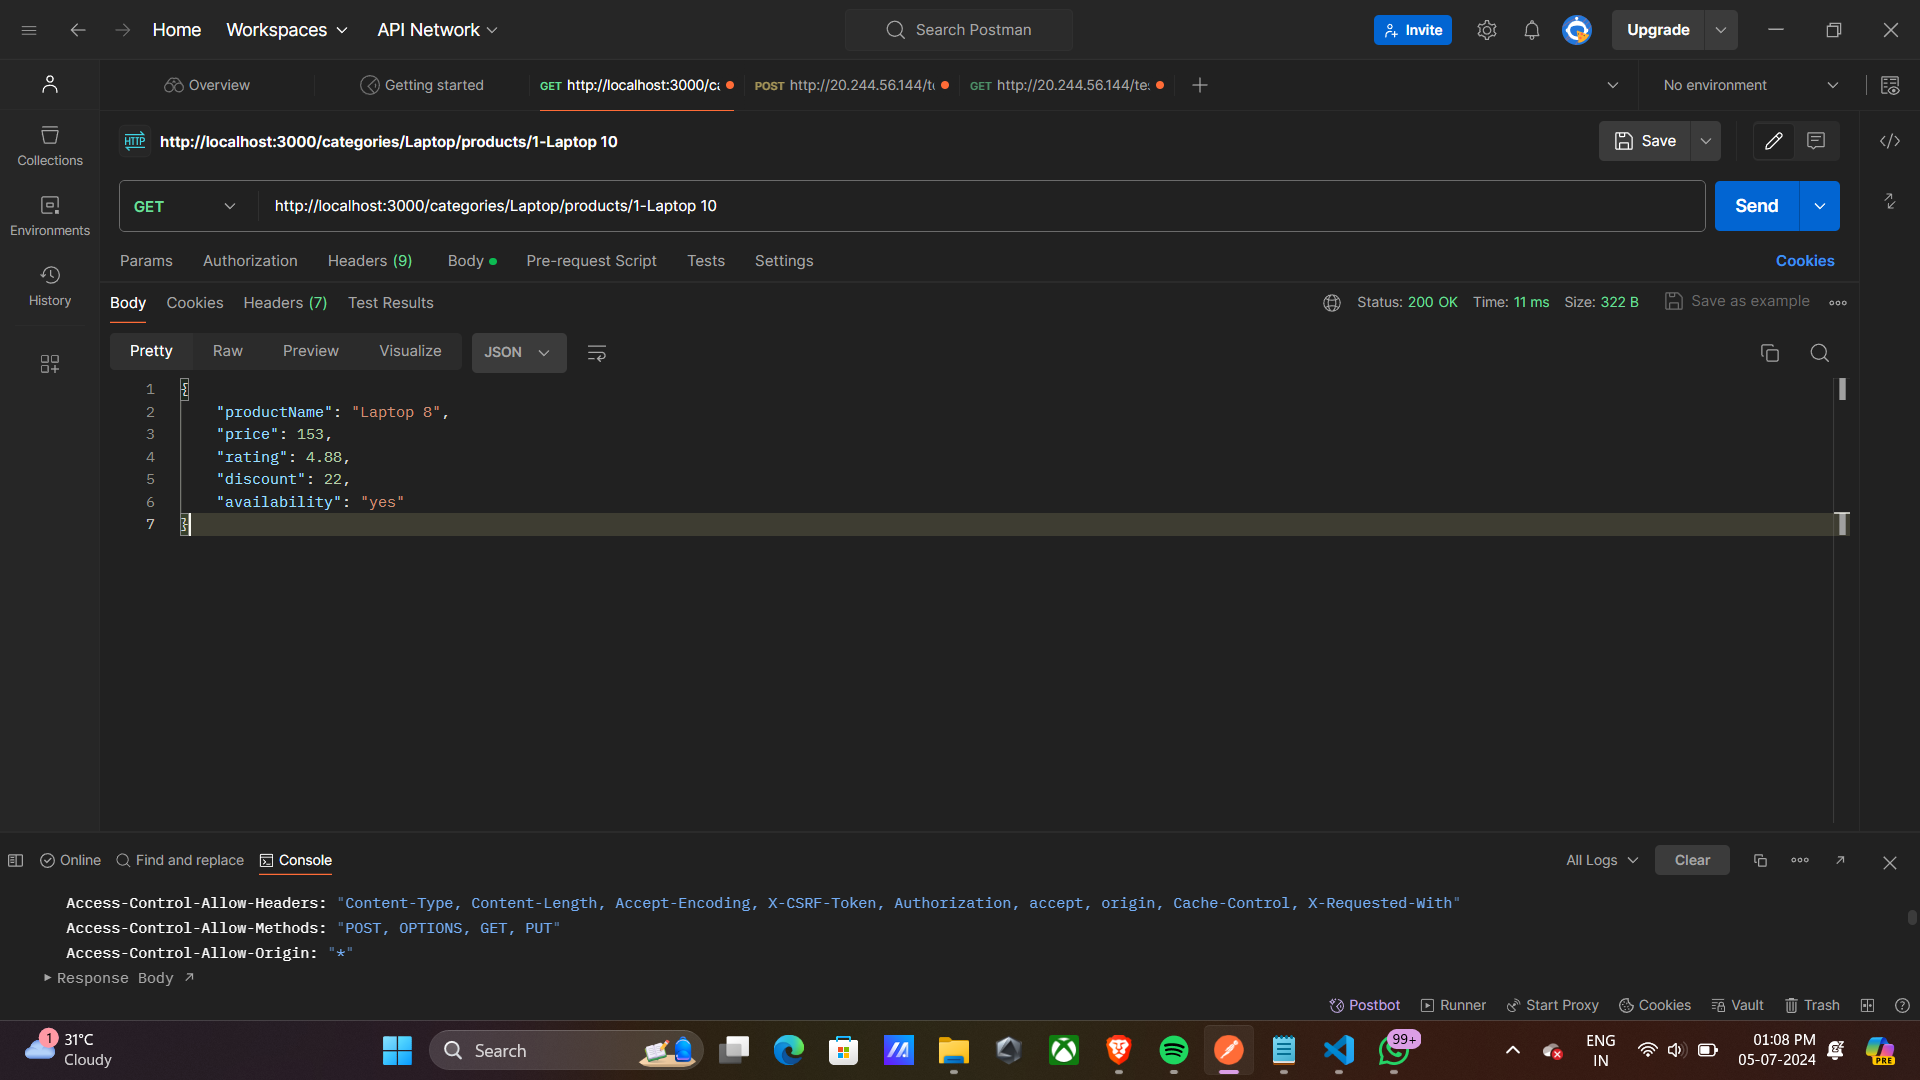 Home Workspaces API Network Search Postman Invite Upgrade
Overview Getting started GET http://localhost:3000/ca POST http://20.244.56.144/t GET http://20.244.56.144/te: No environment
HTTP http://localhost:3000/categories/Laptop/products/1-Laptop 10 Save
Collections
GET http://localhost:3000/categories/Laptop/products/1-Laptop 10 Send
Environments
Params Authorization Headers (9) Body Pre-request Script Tests Settings Cookies
History
Body Cookies Headers (7) Test Results Status: 200 OK Time: 11 ms Size: 322 B Save as example
Pretty Raw Preview Visualize JSON
1 {
2 "productName": "Laptop 8",
3 "price": 153,
4 "rating": 4.88,
5 "discount": 22,
6 "availability": "yes"
7 }
Online Find and replace Console All Logs Clear
Access-Control-Allow-Headers: "Content-Type, Content-Length, Accept-Encoding, X-CSRF-Token, Authorization, accept, origin, Cache-Control, X-Requested-With"
Access-Control-Allow-Methods: "POST, OPTIONS, GET, PUT"
Access-Control-Allow-Origin: "*"
Response Body
Postbot Runner Start Proxy Cookies Vault Trash
1 31°C
Cloudy
Search
99+
ENG
IN
01:08 PM
05-07-2024
PRE